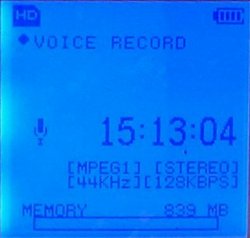 HD
VOICE RECORD
15:13:04
[MPEG1] [STEREO]
[44KHz][128KBPS]
MEMORY 839 MB